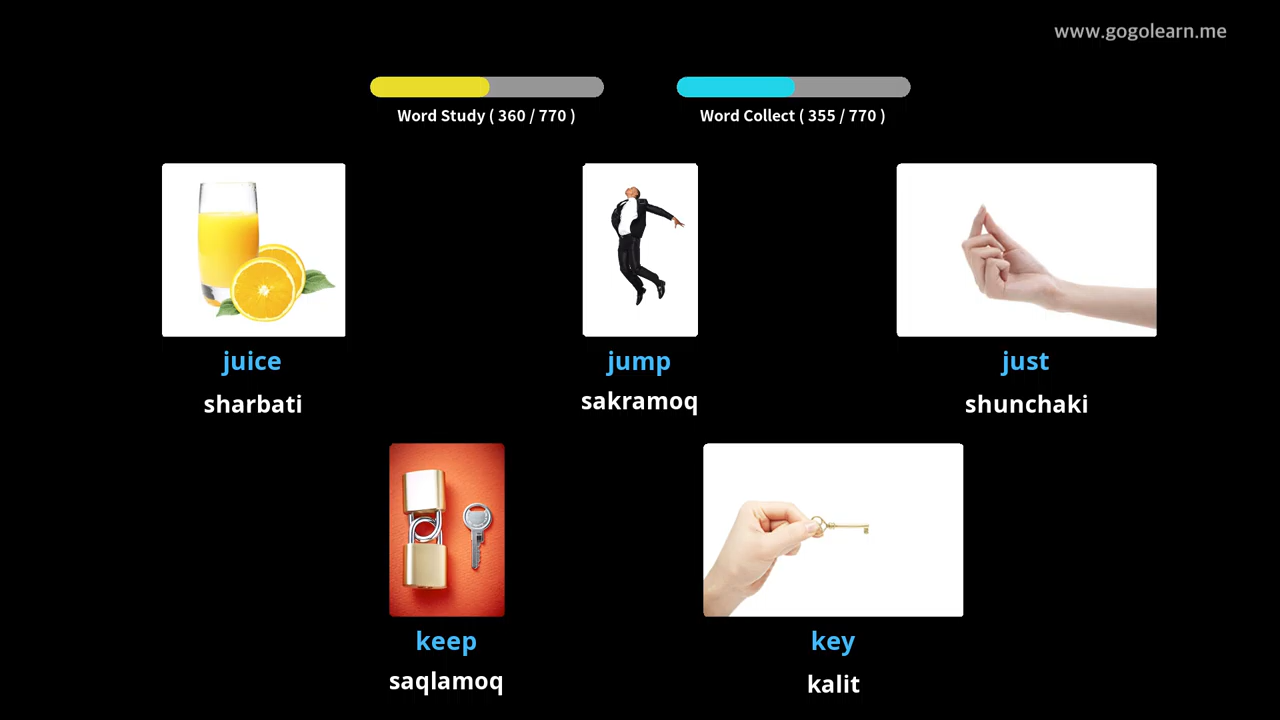 www.gogolearn.me
Word Study ( 360 / 770 )
Word Collect ( 355 / 770 )
juice
sharbati
jump
sakramoq
just
shunchaki
keep
saqlamoq
key
kalit